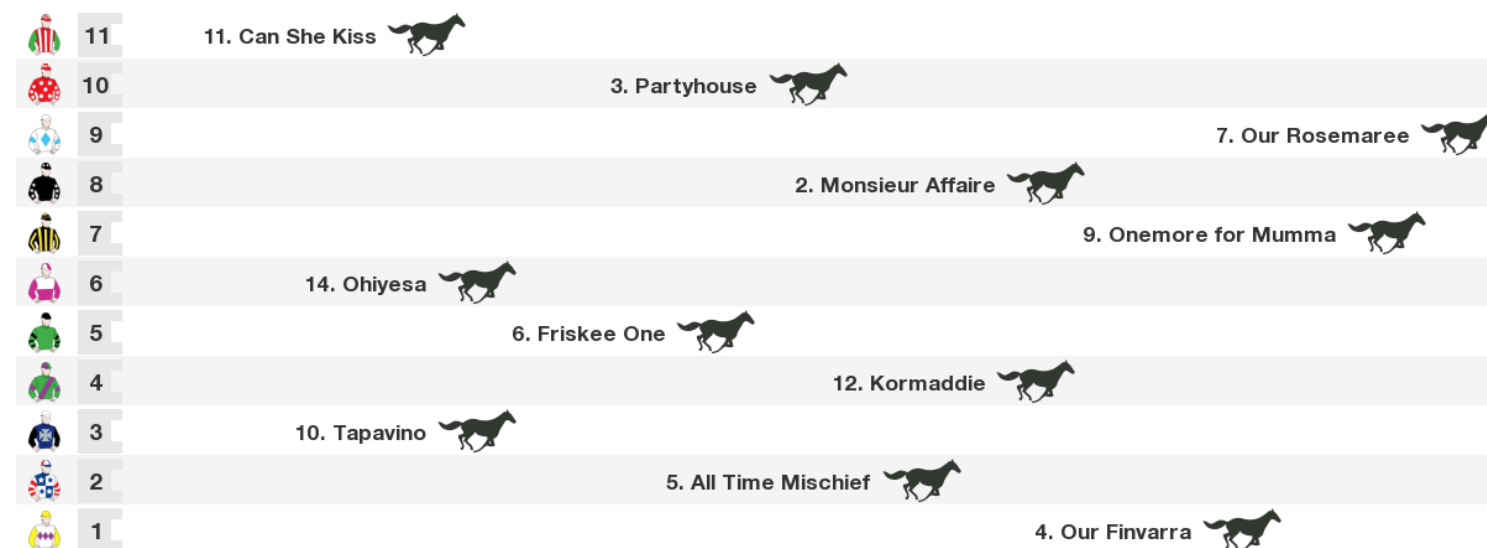 11 11. Can She Kiss
10 3. Partyhouse
9 7. Our Rosemaree
8 2. Monsieur Affaire
7 9. Onemore for Mumma
6 14. Ohiyesa
5 6. Friskee One
4 12. Kormaddie
3 10. Tapavino
2 5. All Time Mischief
1 4. Our Finvarra